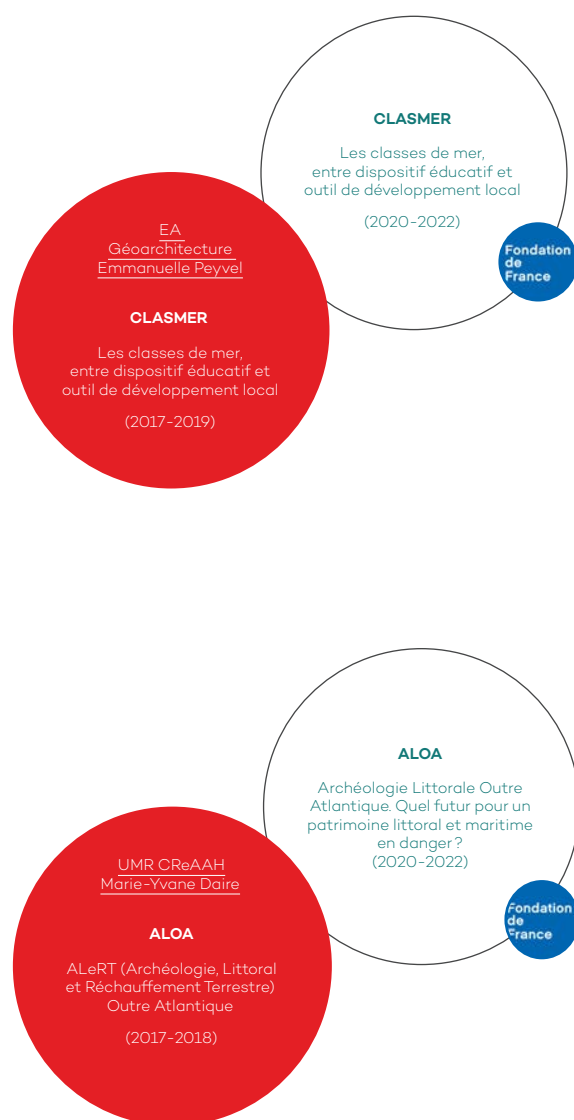 CLASMER
Les classes de mer,
entre dispositif éducatif et
outil de développement local
(2020-2022)
Fondation
de
France
EA
Géoarchitecture
Emmanuelle Peyvel
CLASMER
Les classes de mer,
entre dispositif éducatif et
outil de développement local
(2017-2019)
ALOA
Archéologie Littorale Outre
Atlantique. Quel futur pour un
patrimoine littoral et maritime
en danger ?
(2020-2022)
Fondation
de
France
UMR CReAAH
Marie-Yvane Daire
ALOA
ALeRT (Archéologie, Littoral
et Réchauffement Terrestre)
Outre Atlantique
(2017-2018)